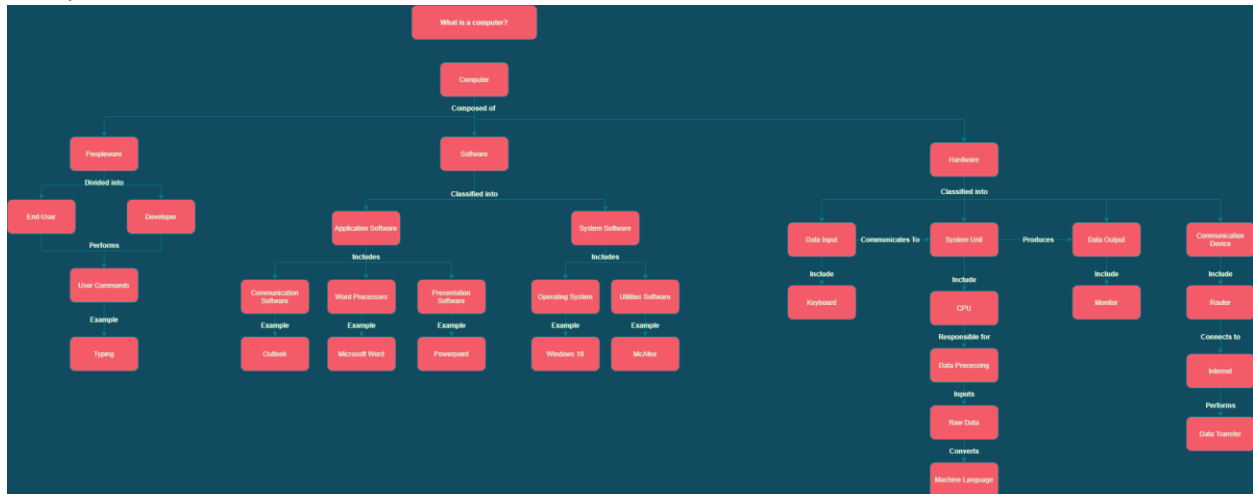 What is a computer?
Computer
Composed of
Peopleware
Software
Hardware
Divided into
Classified into
Classified into
End-User
Developer
Application Software
System Software
Data Input
Communicates To
System Unit
Produces
Data Output
Communication
Device
Performs
Includes
Includes
Include
Include
Include
Include
User Commands
Communication
Software
Word Processors
Presentation
Software
Operating System
Utilities Software
Keyboard
CPU
Monitor
Router
Example
Example
Example
Example
Example
Example
Responsible for
Connects to
Typing
Outlook
Microsoft Word
Powerpoint
Windows 10
McAfee
Data Processing
Internet
Inputs
Performs
Raw Data
Data Transfer
Converts
Machine Language